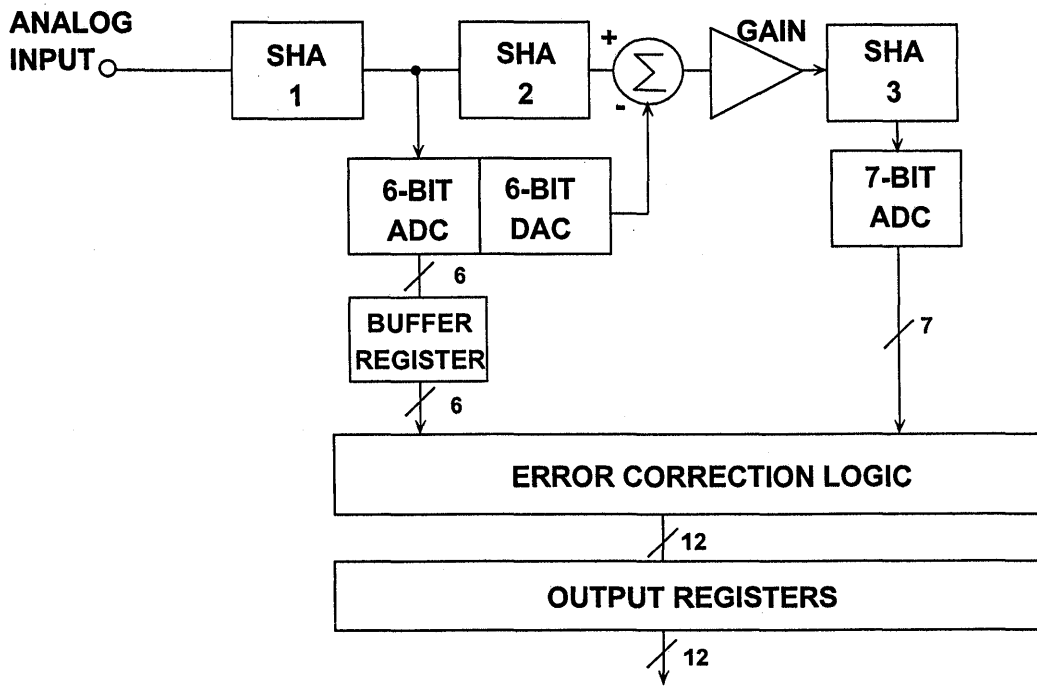 ANALOG
INPUT
SHA
1
SHA
2
+
Σ
-
GAIN
SHA
3
6-BIT
ADC
6-BIT
DAC
7-BIT
ADC
6
BUFFER
REGISTER
6
7
ERROR CORRECTION LOGIC
12
OUTPUT REGISTERS
12